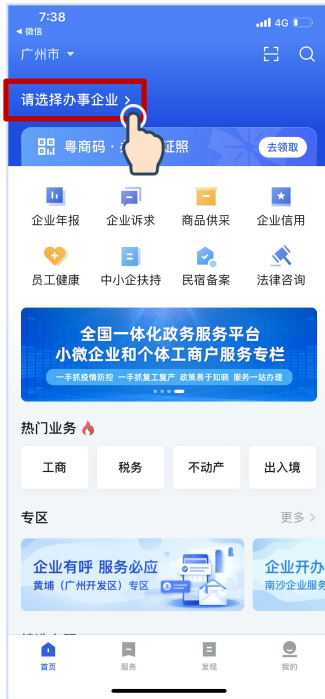 7:38
4G
微信
广州市
请选择办事企业 >
粤商码 · 证照
去领取
企业年报 企业诉求 商品供采 企业信用
员工健康 中小企扶持 民宿备案 法律咨询
全国一体化政务服务平台
小微企业和个体工商户服务专栏
一手抓疫情防控 一手抓复工复产 政策易于知晓 服务一站办理
热门业务
工商 税务 不动产 出入境
专区 更多 >
企业有呼 服务必应
黄埔（广州开发区）专区
企业开办
南沙企业服务
首页 服务 发现 我的